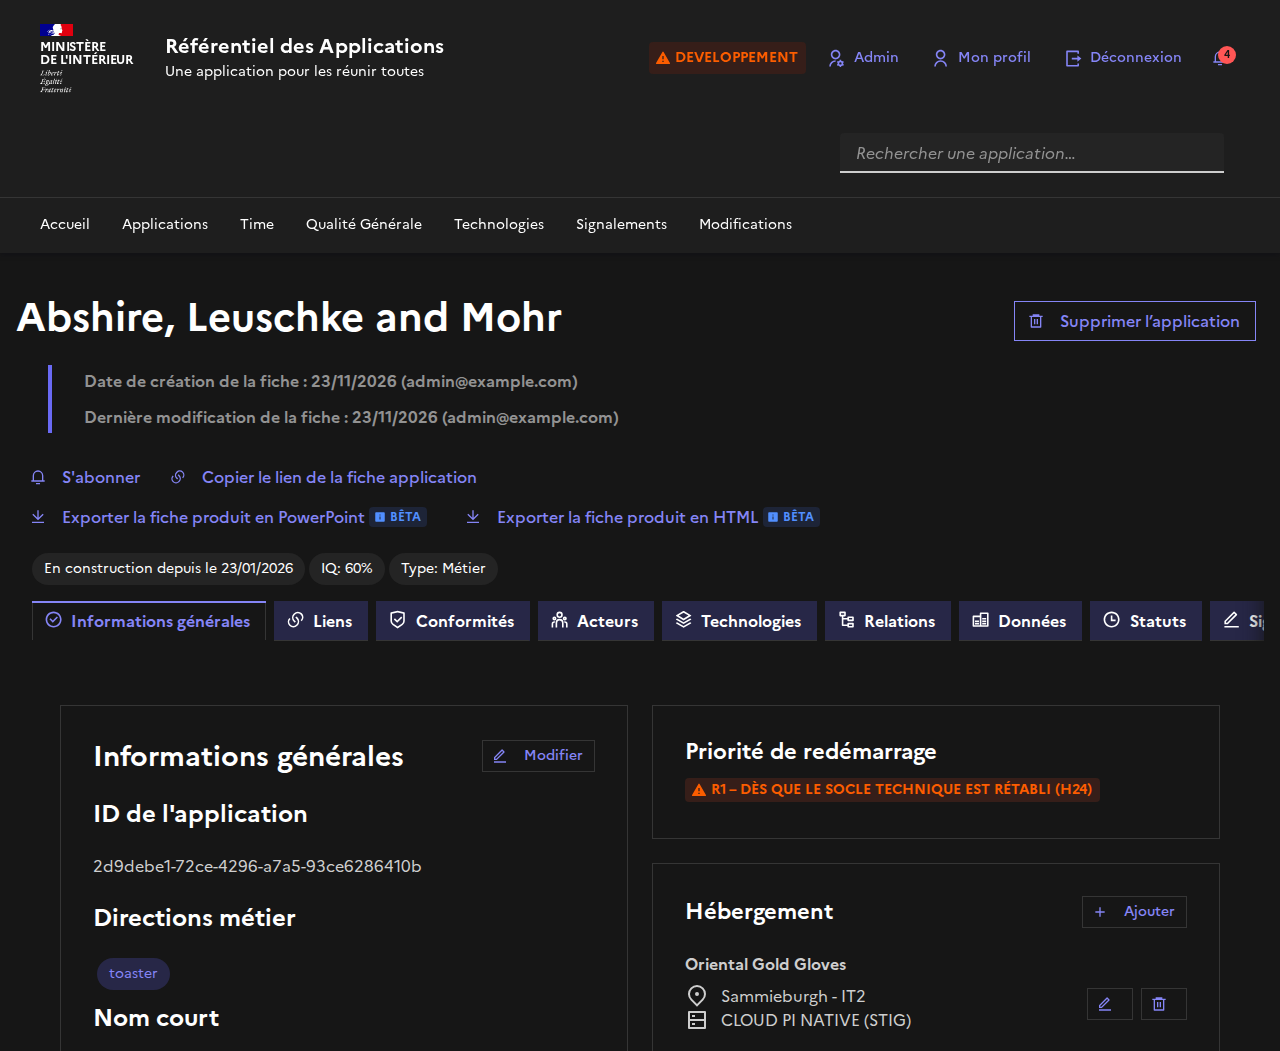 MINISTÈRE
DE L'INTÉRIEUR
Liberté
Égalité
Fraternité
Référentiel des Applications
Une application pour les réunir toutes
DEVELOPPEMENT
Admin
Mon profil
Déconnexion
4
Rechercher une application…
Accueil
Applications
Time
Qualité Générale
Technologies
Signalements
Modifications
Abshire, Leuschke and Mohr
Supprimer l’application
Date de création de la fiche : 23/11/2026 (admin@example.com)
Dernière modification de la fiche : 23/11/2026 (admin@example.com)
S'abonner
Copier le lien de la fiche application
Exporter la fiche produit en PowerPoint BÊTA
Exporter la fiche produit en HTML BÊTA
En construction depuis le 23/01/2026
IQ: 60%
Type: Métier
Informations générales
Liens
Conformités
Acteurs
Technologies
Relations
Données
Statuts
Informations générales
Modifier
ID de l'application
2d9debe1-72ce-4296-a7a5-93ce6286410b
Directions métier
toaster
Nom court
Priorité de redémarrage
R1 – DÈS QUE LE SOCLE TECHNIQUE EST RÉTABLI (H24)
Hébergement
Ajouter
Oriental Gold Gloves
Sammieburgh - IT2
CLOUD PI NATIVE (STIG)